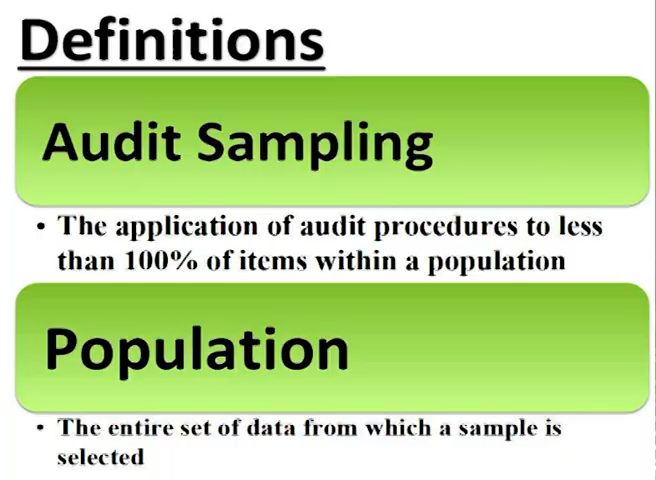 Definitions
Audit Sampling
• The application of audit procedures to less
than 100% of items within a population
Population
• The entire set of data from which a sample is
selected